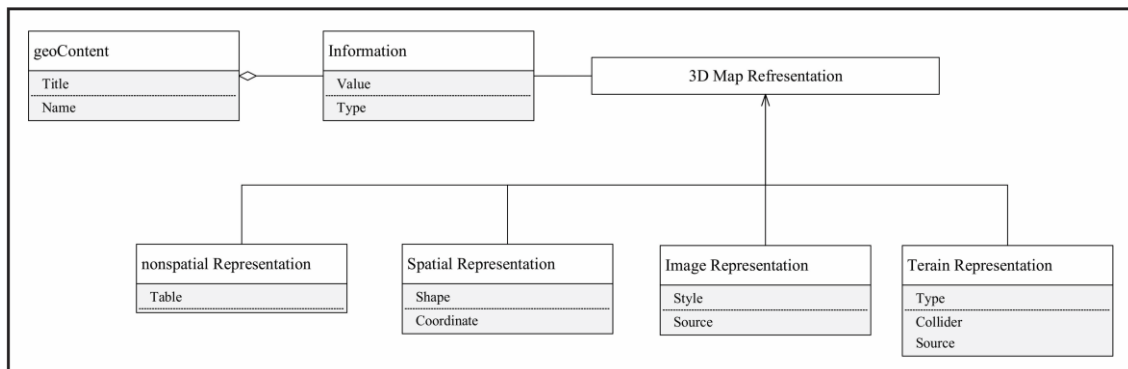 geoContent
Title
Name
Information
Value
Type
3D Map Refresentation
nonspatial Representation
Table
Spatial Representation
Shape
Coordinate
Image Representation
Style
Source
Terain Representation
Type
Collider
Source